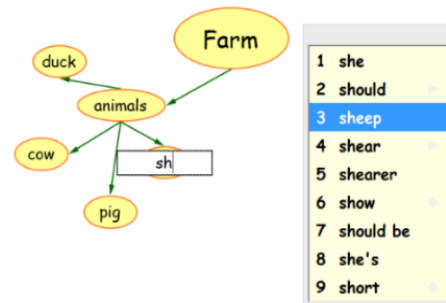 Farm
duck
animals
cow
sh
pig
1 she
2 should
3 sheep
4 shear
5 shearer
6 show
7 should be
8 she's
9 short